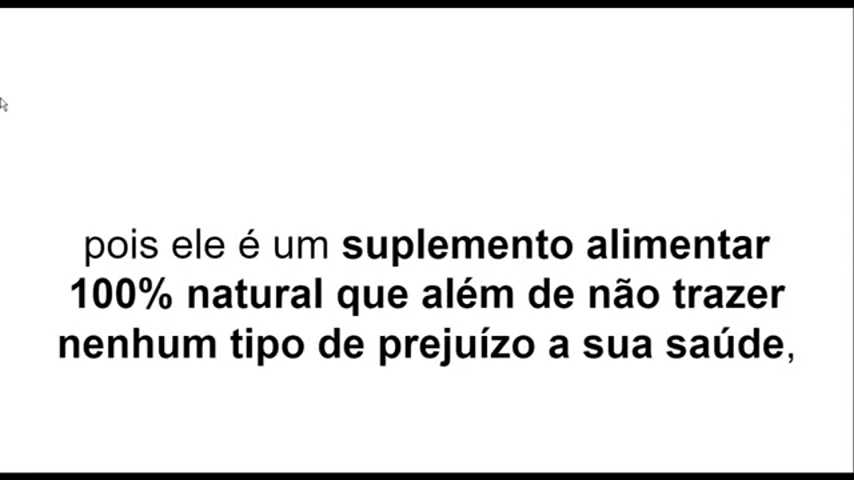 pois ele é um suplemento alimentar
100% natural que além de não trazer
nenhum tipo de prejuízo a sua saúde,